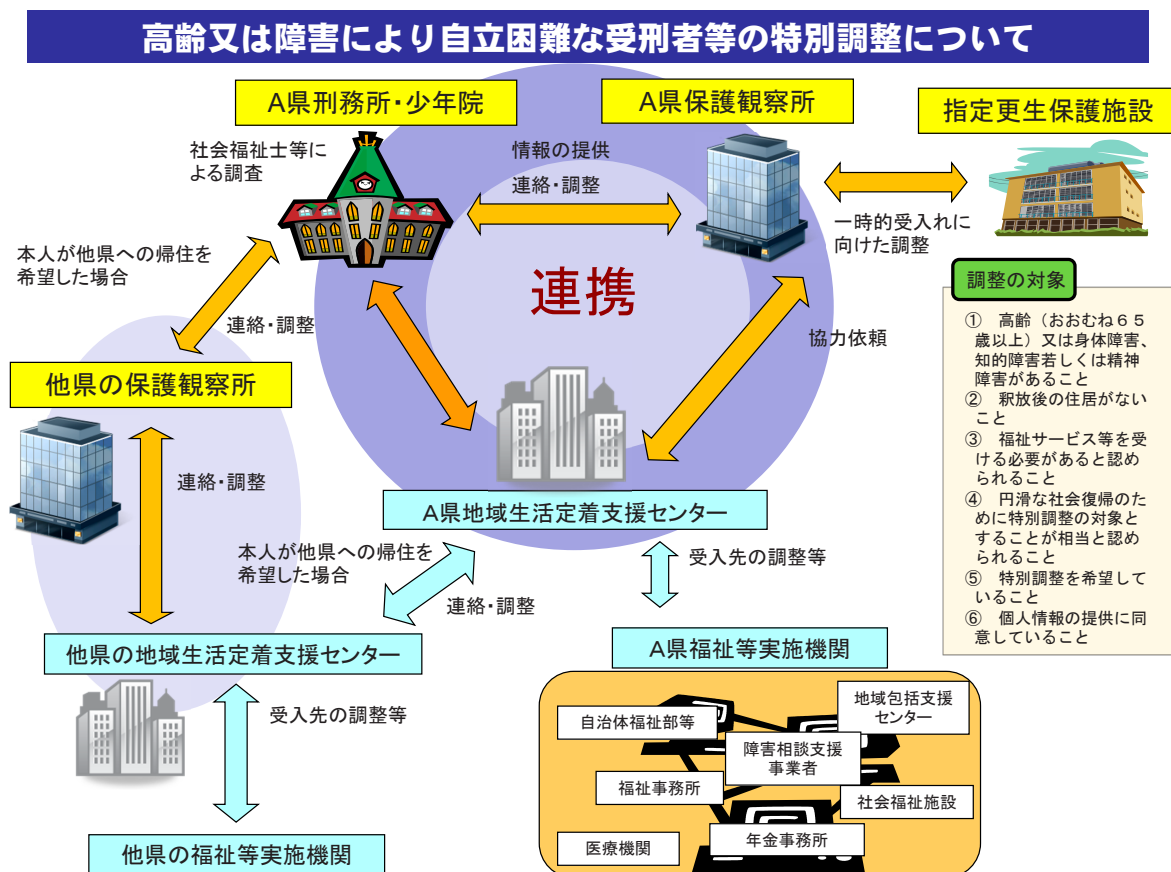 高齢又は障害により自立困難な受刑者等の特別調整について
A県刑務所・少年院
A県保護観察所
指定更生保護施設
社会福祉士等に
よる調査
情報の提供
連絡・調整
一時的受入れに
向けた調整
本人が他県への帰住を
希望した場合
連絡・調整
連携
協力依頼
調整の対象
① 高齢(おおむね65
歳以上)又は身体障害、
知的障害若しくは精神
障害があること
② 釈放後の住居がない
こと
③ 福祉サービス等を受
ける必要があると認め
られること
④ 円滑な社会復帰のた
めに特別調整の対象と
することが相当と認め
られること
⑤ 特別調整を希望して
いること
⑥ 個人情報の提供に同
意していること
他県の保護観察所
連絡・調整
A県地域生活定着支援センター
本人が他県への帰住を
希望した場合
連絡・調整
受入先の調整等
他県の地域生活定着支援センター
A県福祉等実施機関
受入先の調整等
自治体福祉部等
地域包括支援
センター
障害相談支援
事業者
福祉事務所
社会福祉施設
年金事務所
医療機関
他県の福祉等実施機関